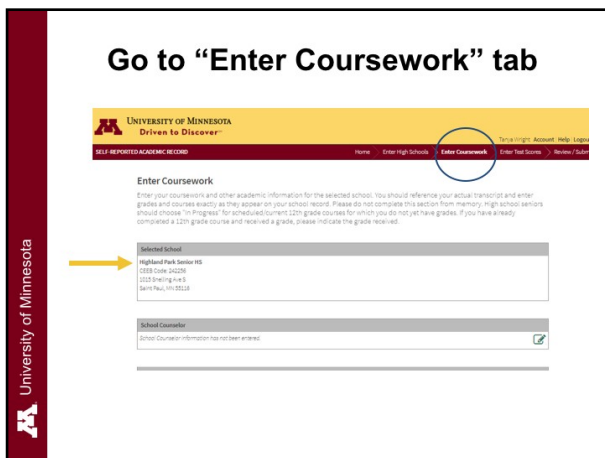 Go to “Enter Coursework” tab
UNIVERSITY OF MINNESOTA
Driven to Discover℠
Tanya Wright Account Help Logou
SELF-REPORTED ACADEMIC RECORD
Home Enter High Schools Enter Coursework Enter Test Scores Review / Subm
Enter Coursework
Enter your coursework and other academic information for the selected school. You should reference your actual transcript and enter
grades and courses exactly as they appear on your school record. Please do not complete this section from memory. High school seniors
should choose "In Progress" for scheduled/current 12th grade courses for which you do not yet have grades. If you have already
completed a 12th grade course and received a grade, please indicate the grade received.
Selected School
Highland Park Senior HS
CEEB Code: 242256
1015 Snelling Ave S
Saint Paul, MN 55116
School Counselor
School Counselor information has not been entered.
University of Minnesota